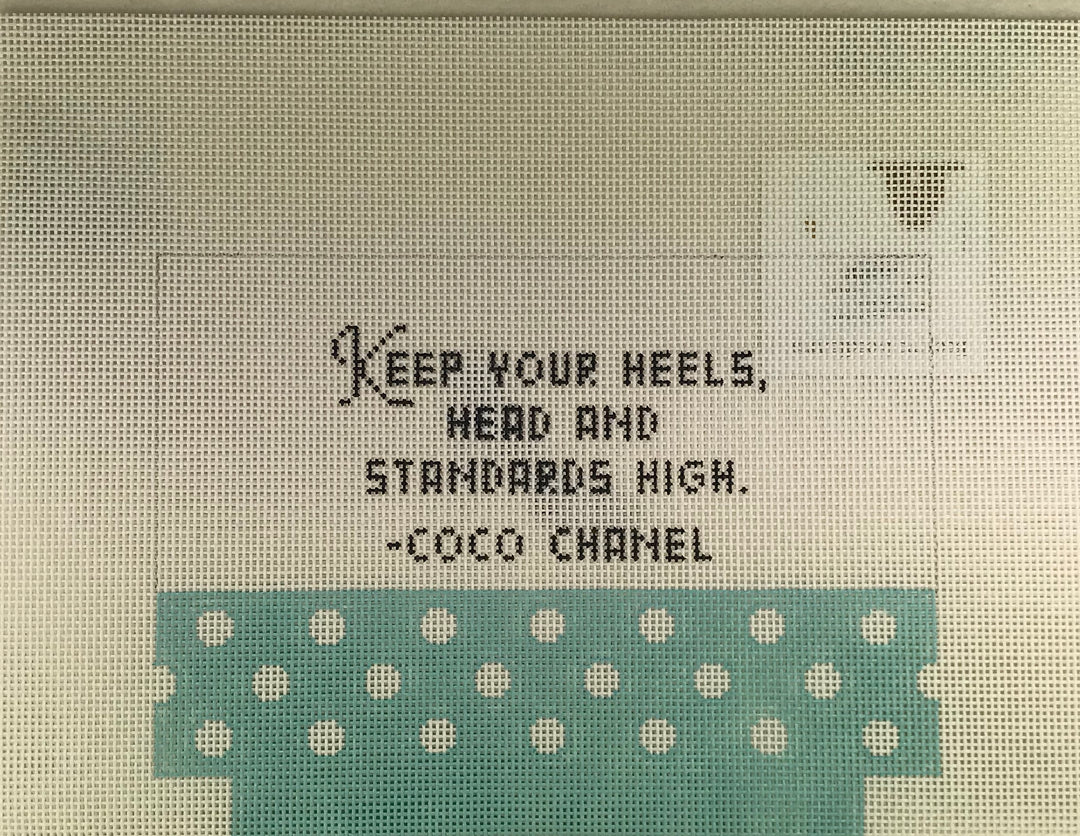 KEEP YOUR HEELS,
HEAD AND
STANDARDS HIGH.
-COCO CHANEL